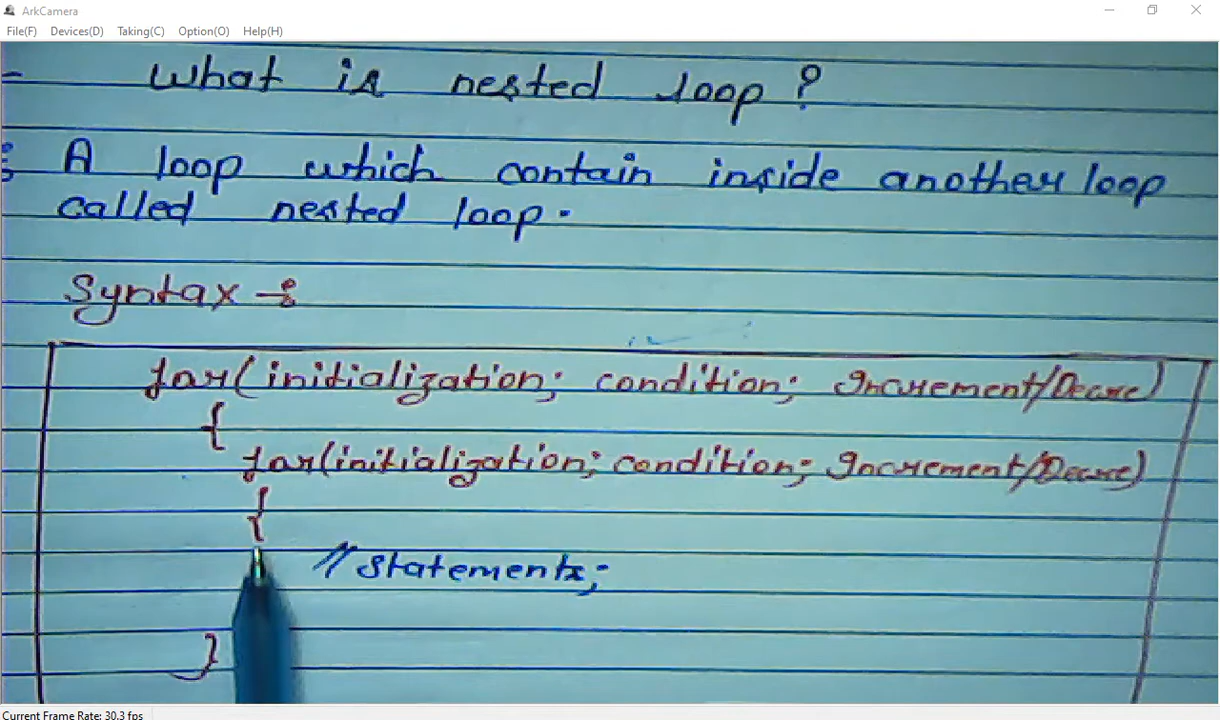 ArkCamera
File(F) Devices(D) Taking(C) Option(O) Help(H)
What is nested loop ?
A loop which contain inside another loop
called nested loop.
Syntax -:
for(initialization; condition; Increment/Decre)
{
for(initialization; condition; Increment/Decre)
{
// Statements;
}
Current Frame Rate: 30.3 fps